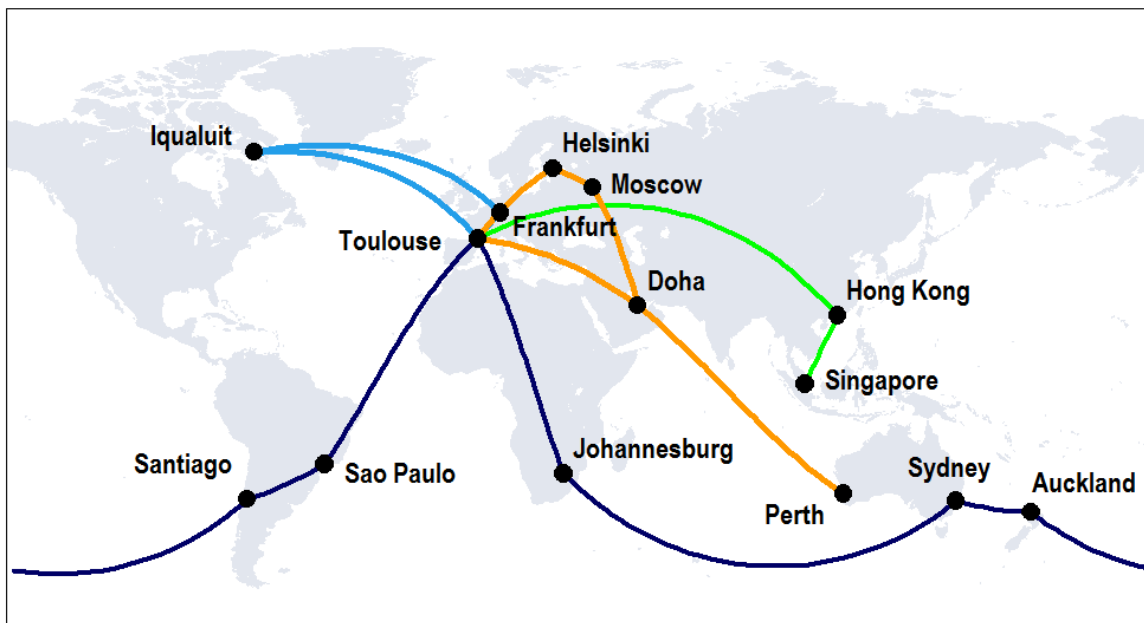 Iqualuit
Helsinki
Moscow
Frankfurt
Toulouse
Doha
Hong Kong
Singapore
Johannesburg
Santiago
Sao Paulo
Sydney
Auckland
Perth